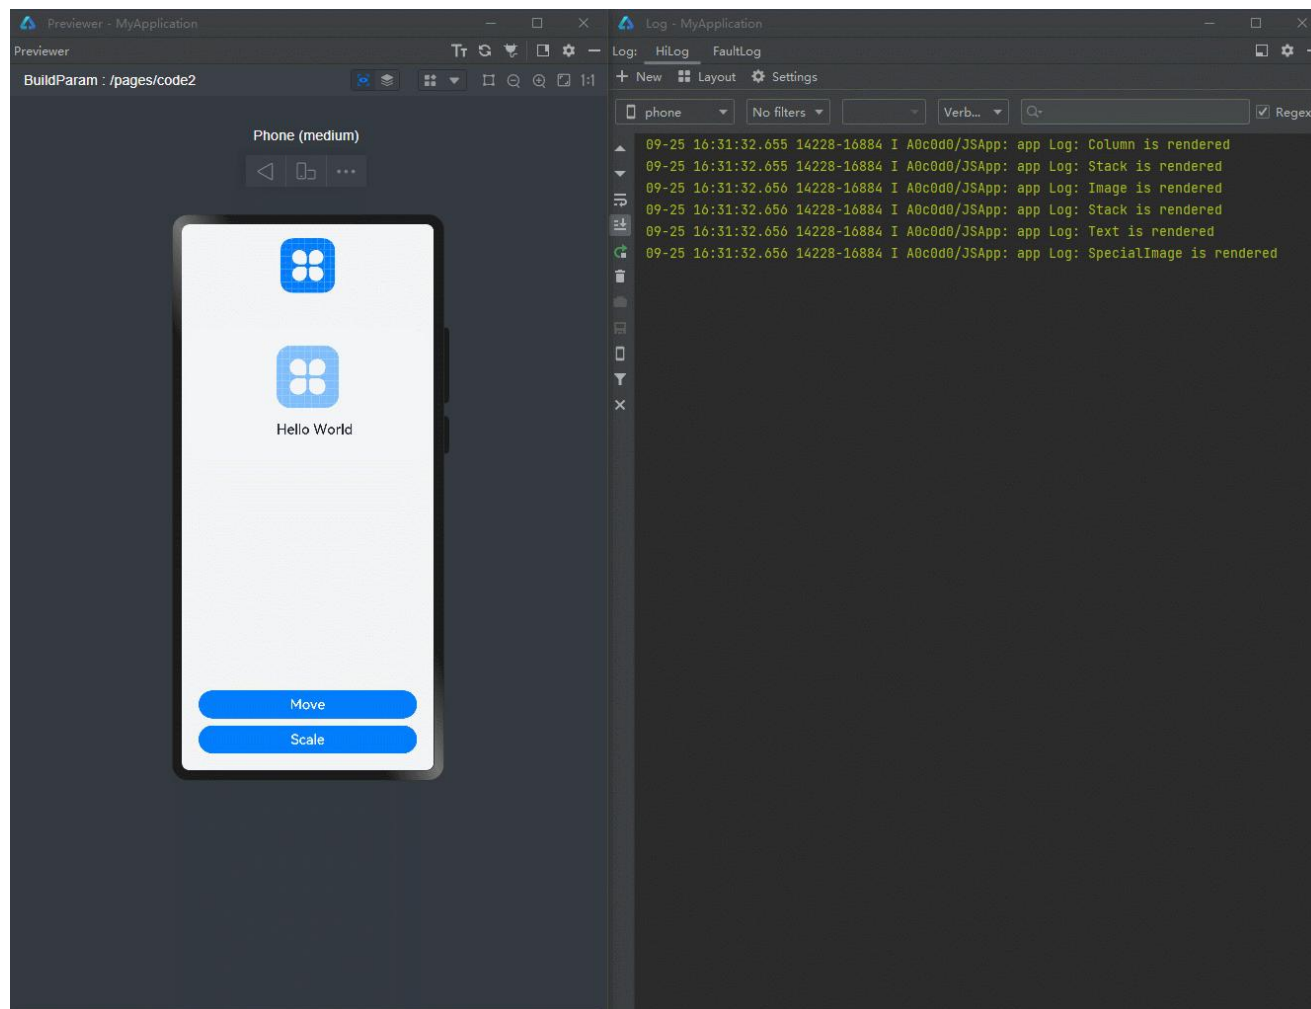 Previewer - MyApplication
Previewer
BuildParam : /pages/code2
1:1
Phone (medium)
Hello World
Move
Scale
Log - MyApplication
Log: HiLog FaultLog
New Layout Settings
phone No filters Verb... Regex
09-25 16:31:32.655 14228-16884 I A0c0d0/JSApp: app Log: Column is rendered
09-25 16:31:32.655 14228-16884 I A0c0d0/JSApp: app Log: Stack is rendered
09-25 16:31:32.656 14228-16884 I A0c0d0/JSApp: app Log: Image is rendered
09-25 16:31:32.656 14228-16884 I A0c0d0/JSApp: app Log: Stack is rendered
09-25 16:31:32.656 14228-16884 I A0c0d0/JSApp: app Log: Text is rendered
09-25 16:31:32.656 14228-16884 I A0c0d0/JSApp: app Log: SpecialImage is rendered